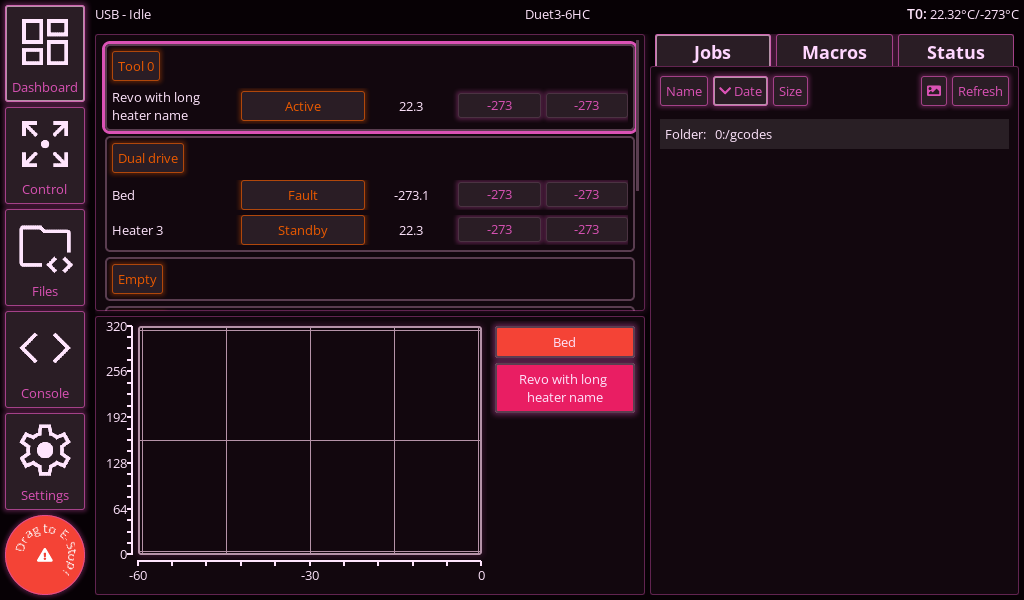 USB - Idle
Duet3-6HC
T0: 22.32°C/-273°C
Dashboard
Control
Files
Console
Settings
Drag to E-Stop!
Tool 0
Revo with long
heater name
Active
22.3
-273
-273
Dual drive
Bed
Fault
-273.1
-273
-273
Heater 3
Standby
22.3
-273
-273
Empty
320
256
192
128
64
0
-60
-30
0
Bed
Revo with long
heater name
Jobs
Macros
Status
Name
Date
Size
Refresh
Folder: 0:/gcodes